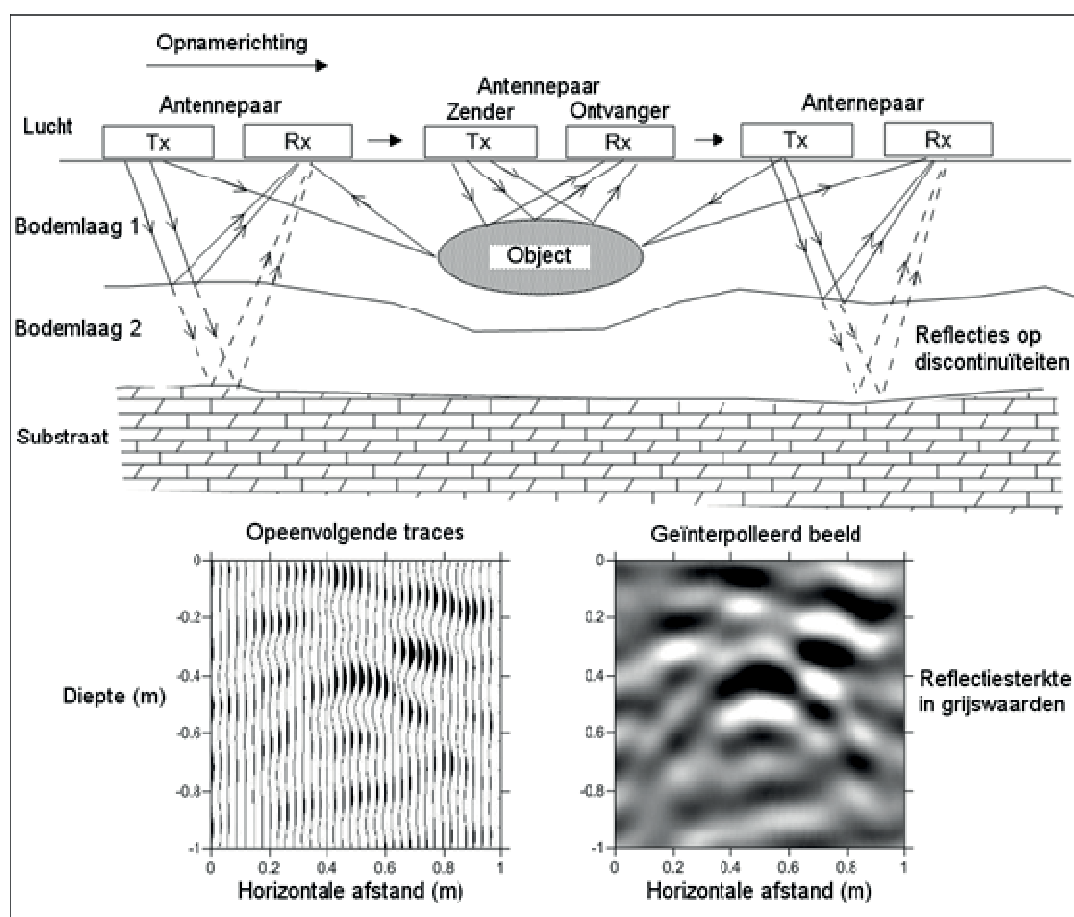 Opnamerichting
Antennepaar
Antennepaar
Zender Ontvanger
Antennepaar
Lucht
Tx Rx Tx Rx Tx Rx
Bodemlaag 1
Object
Bodemlaag 2
Reflecties op
discontinuïteiten
Substraat
Opeenvolgende traces
Geïnterpolleerd beeld
0
-0.2
-0.4
-0.6
-0.8
-1
Diepte (m)
0 0.2 0.4 0.6 0.8 1
Horizontale afstand (m)
0
-0.2
-0.4
-0.6
-0.8
-1
Reflectiesterkte
in grijswaarden
0 0.2 0.4 0.6 0.8 1
Horizontale afstand (m)